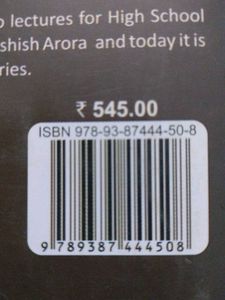 o lectures for High School
shish Arora and today it is
ries.
₹ 545.00
ISBN 978-93-87444-50-8
9 789387 444508